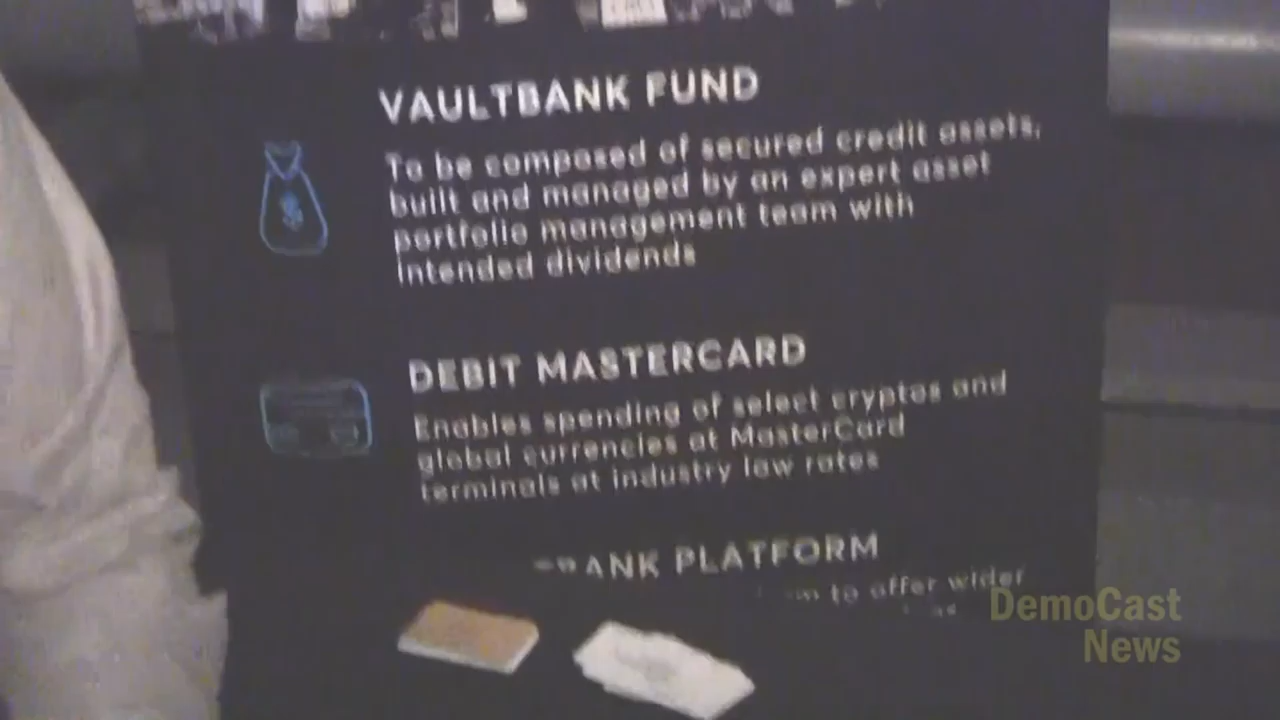 VAULTBANK FUND
To be composed of secured credit assets,
built and managed by an expert asset
portfolio management team with
intended dividends
DEBIT MASTERCARD
Enables spending of select cryptos and
global currencies at MasterCard
terminals at industry low rates
PLATFORM
to offer wider
DemoCast
News